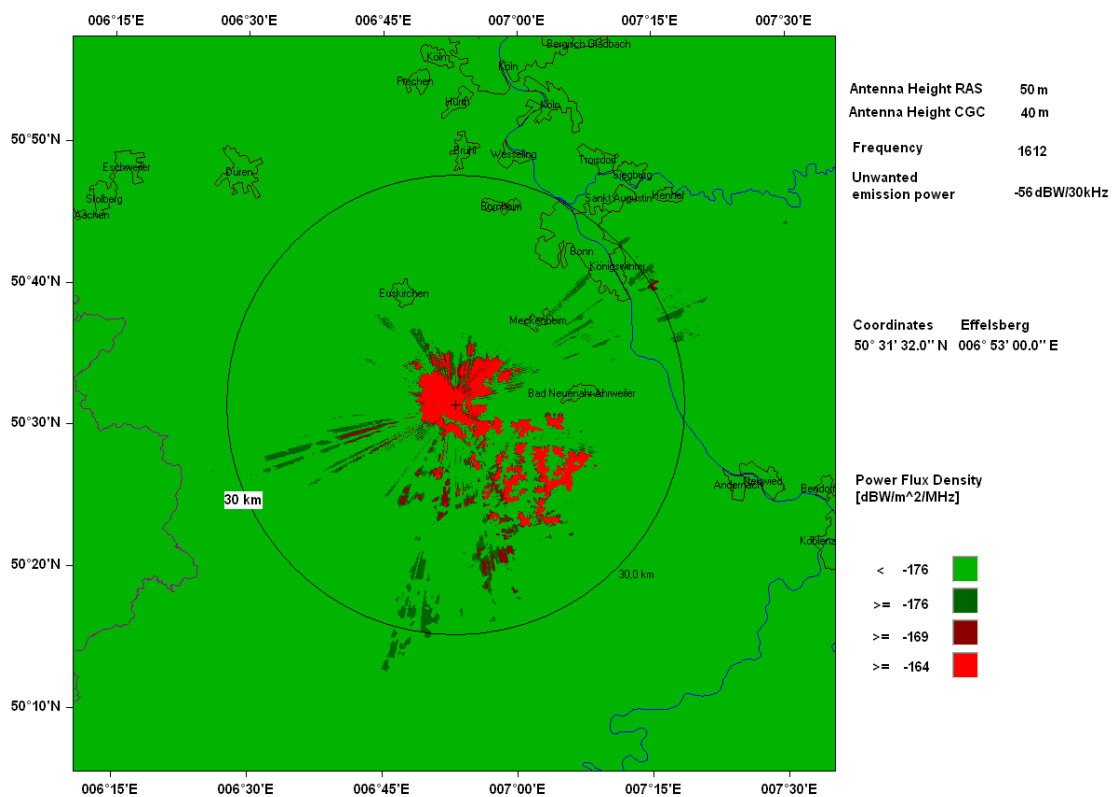 006°15'E 006°30'E 006°45'E 007°00'E 007°15'E 007°30'E
Bergisch Gladbach
Köln
Köln
Frechen
Hürth
Köln
50°50'N
Brühl
Wesseling
Troisdorf
Eschweiler
Düren
Siegburg
Stolberg
Sankt Augustin
Hennef
Aachen
Bornheim
Bonn
Königswinter
50°40'N
Euskirchen
Meckenheim
Bad Neuenahr-Ahrweiler
50°30'N
30 km
Andernach
Neuwied
Bendorf
Koblenz
50°20'N
30,0 km
50°10'N
006°15'E 006°30'E 006°45'E 007°00'E 007°15'E 007°30'E
Antenna Height RAS 50 m
Antenna Height CGC 40 m
Frequency 1612
Unwanted
emission power -56 dBW/30kHz
Coordinates Effelsberg
50° 31' 32.0" N 006° 53' 00.0" E
Power Flux Density
[dBW/m^2/MHz]
< -176
>= -176
>= -169
>= -164